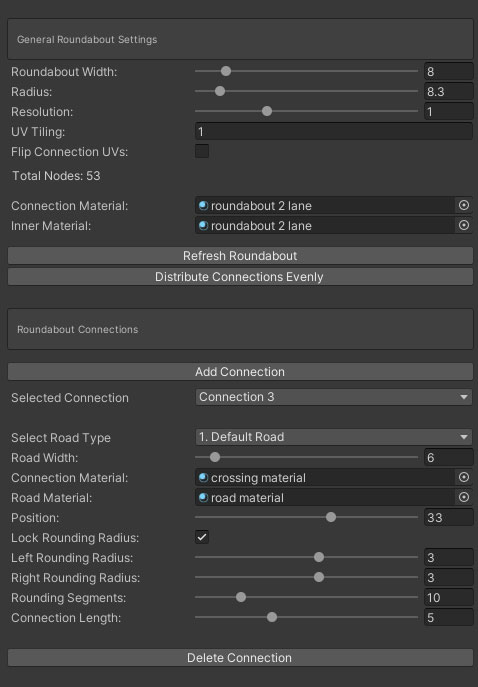 General Roundabout Settings
Roundabout Width: 8
Radius: 8.3
Resolution: 1
UV Tiling: 1
Flip Connection UVs:
Total Nodes: 53
Connection Material: roundabout 2 lane
Inner Material: roundabout 2 lane
Refresh Roundabout
Distribute Connections Evenly
Roundabout Connections
Add Connection
Selected Connection Connection 3
Select Road Type 1. Default Road
Road Width: 6
Connection Material: crossing material
Road Material: road material
Position: 33
Lock Rounding Radius:
Left Rounding Radius: 3
Right Rounding Radius: 3
Rounding Segments: 10
Connection Length: 5
Delete Connection